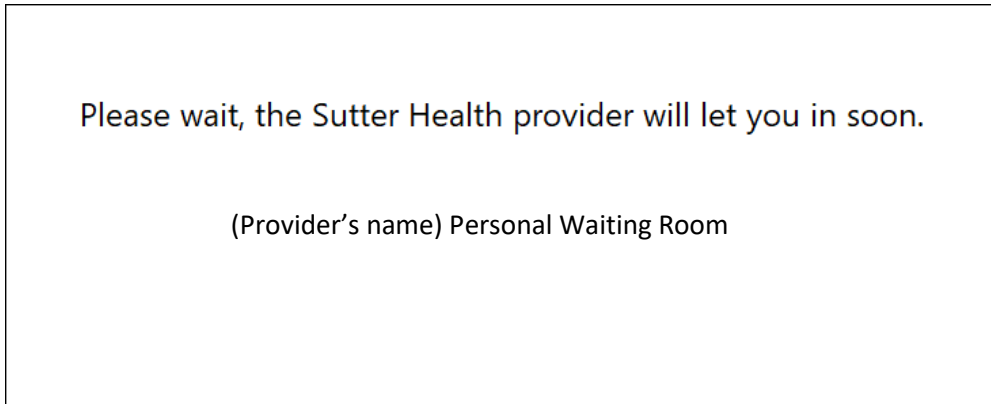 Please wait, the Sutter Health provider will let you in soon.
(Provider’s name) Personal Waiting Room